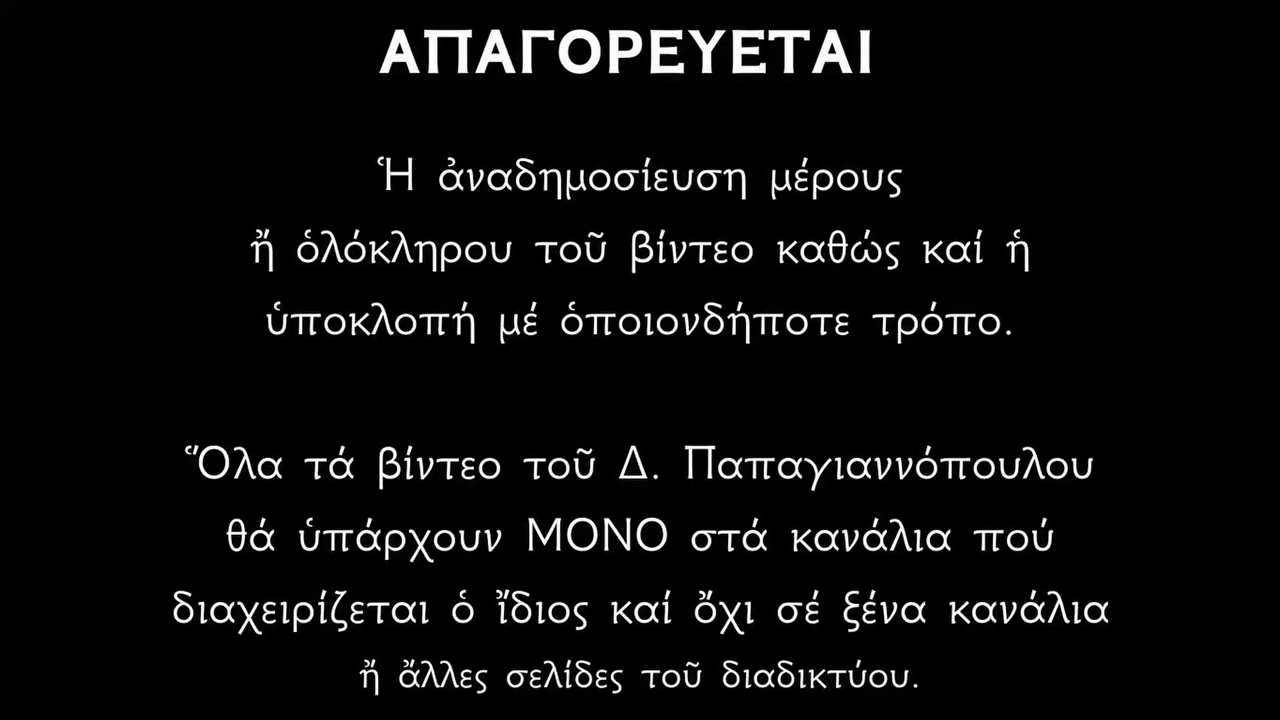 ΑΠΑΓΟΡΕΥΕΤΑΙ
Ἡ ἀναδημοσίευση μέρους
ἤ ὁλόκληρου τοῦ βίντεο καθώς καί ἡ
ὑποκλοπή μέ ὁποιονδήποτε τρόπο.
Ὅλα τά βίντεο τοῦ Δ. Παπαγιαννόπουλου
θά ὑπάρχουν ΜΟΝΟ στά κανάλια πού
διαχειρίζεται ὁ ἴδιος καί ὄχι σέ ξένα κανάλια
ἤ ἄλλες σελίδες τοῦ διαδικτύου.